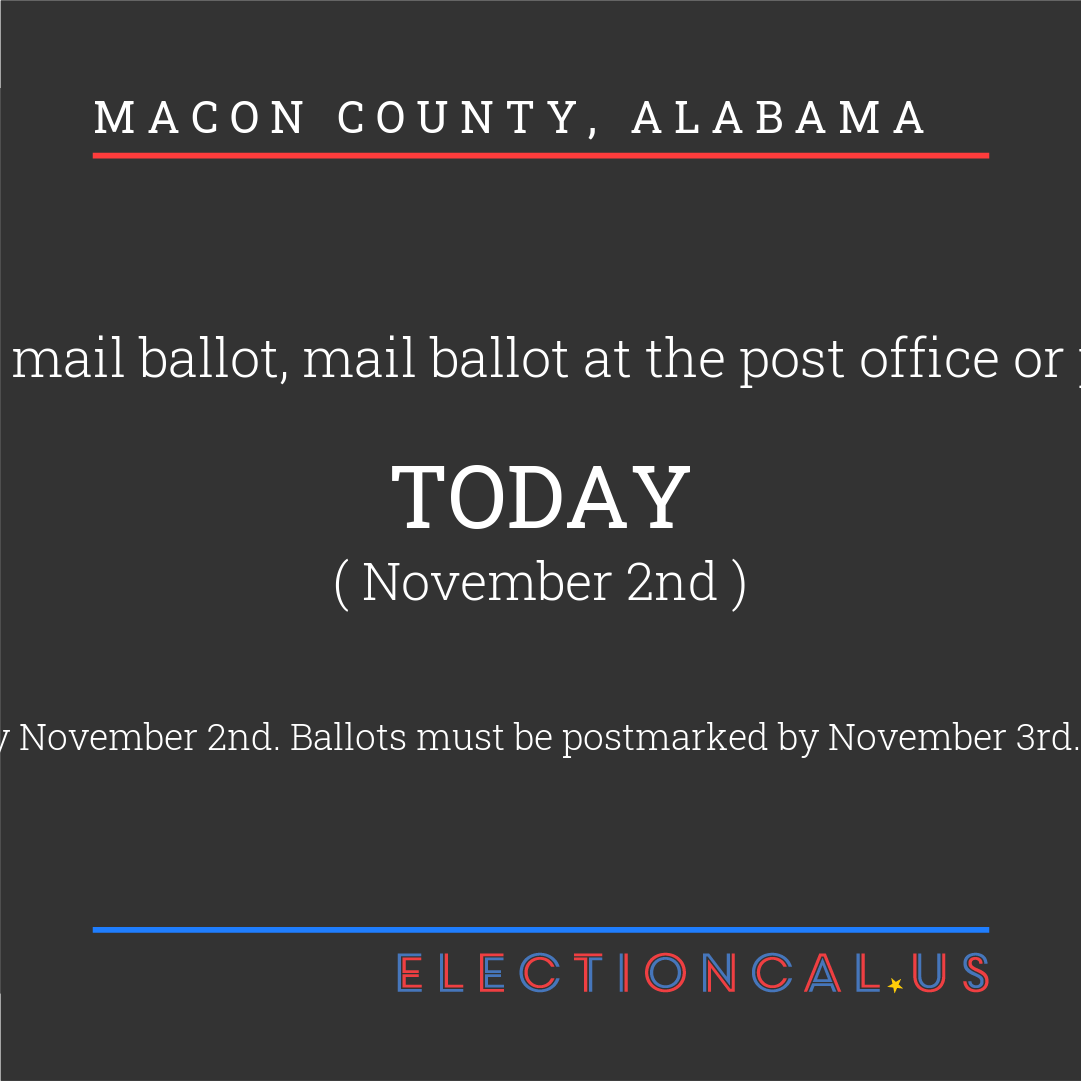 MACON COUNTY, ALABAMA
mail ballot, mail ballot at the post office or
TODAY
( November 2nd )
November 2nd. Ballots must be postmarked by November 3rd.
ELECTIONCAL.US